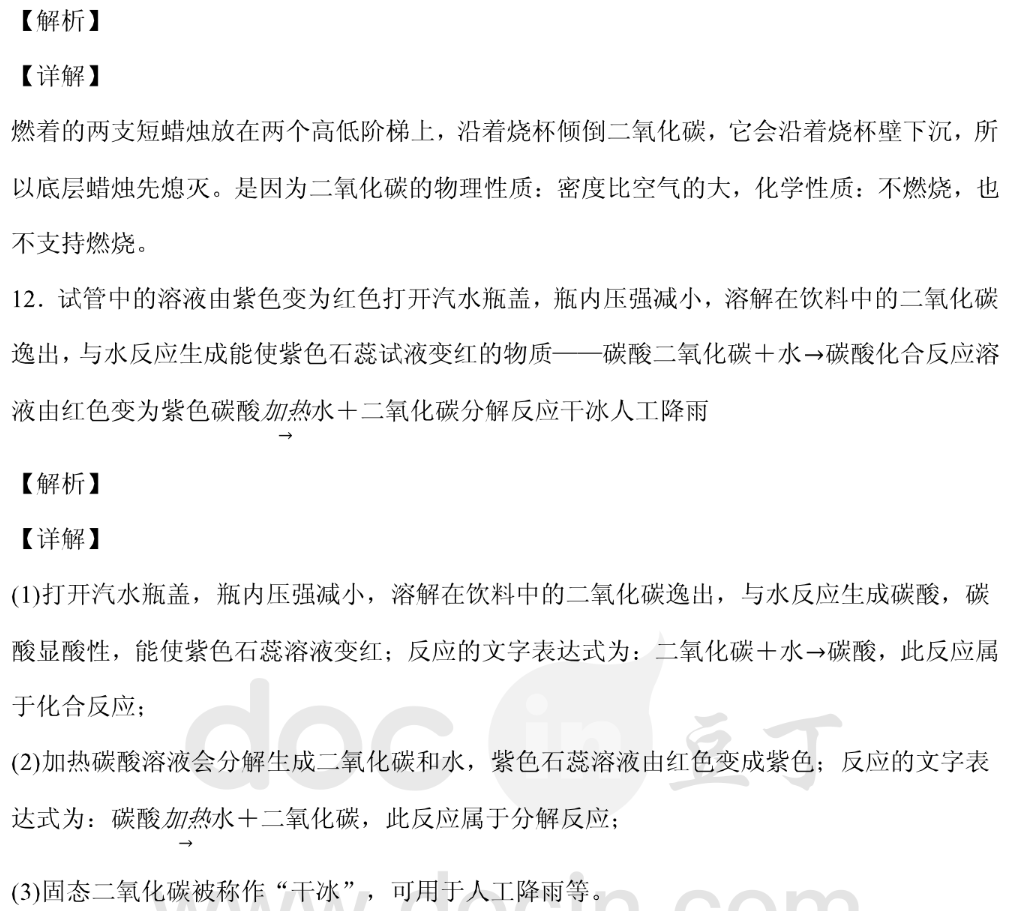 【解析】
【详解】
燃着的两支短蜡烛放在两个高低阶梯上，沿着烧杯倾倒二氧化碳，它会沿着烧杯壁下沉，所
以底层蜡烛先熄灭。是因为二氧化碳的物理性质：密度比空气的大，化学性质：不燃烧，也
不支持燃烧。
12．试管中的溶液由紫色变为红色打开汽水瓶盖，瓶内压强减小，溶解在饮料中的二氧化碳
逸出，与水反应生成能使紫色石蕊试液变红的物质——碳酸二氧化碳＋水→碳酸化合反应溶
液由红色变为紫色碳酸加热水＋二氧化碳分解反应干冰人工降雨
→
【解析】
【详解】
(1)打开汽水瓶盖，瓶内压强减小，溶解在饮料中的二氧化碳逸出，与水反应生成碳酸，碳
酸显酸性，能使紫色石蕊溶液变红；反应的文字表达式为：二氧化碳＋水→碳酸，此反应属
于化合反应；
(2)加热碳酸溶液会分解生成二氧化碳和水，紫色石蕊溶液由红色变成紫色；反应的文字表
达式为：碳酸加热水＋二氧化碳，此反应属于分解反应；
→
(3)固态二氧化碳被称作“干冰”，可用于人工降雨等。
docin 豆丁
www.docin.com